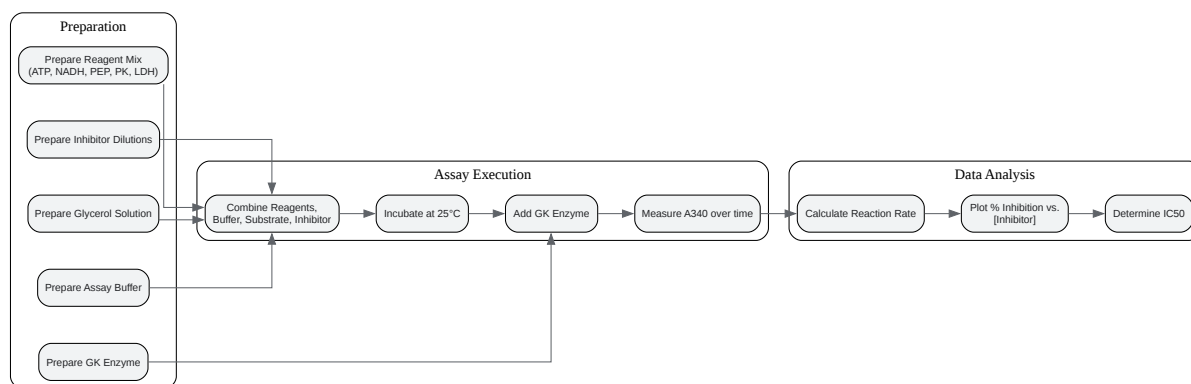 Preparation
Prepare Reagent Mix
(ATP, NADH, PEP, PK, LDH)
Prepare Inhibitor Dilutions
Prepare Glycerol Solution
Prepare Assay Buffer
Prepare GK Enzyme
Assay Execution
Combine Reagents,
Buffer, Substrate, Inhibitor
Incubate at 25°C
Add GK Enzyme
Measure A340 over time
Data Analysis
Calculate Reaction Rate
Plot % Inhibition vs.
[Inhibitor]
Determine IC50